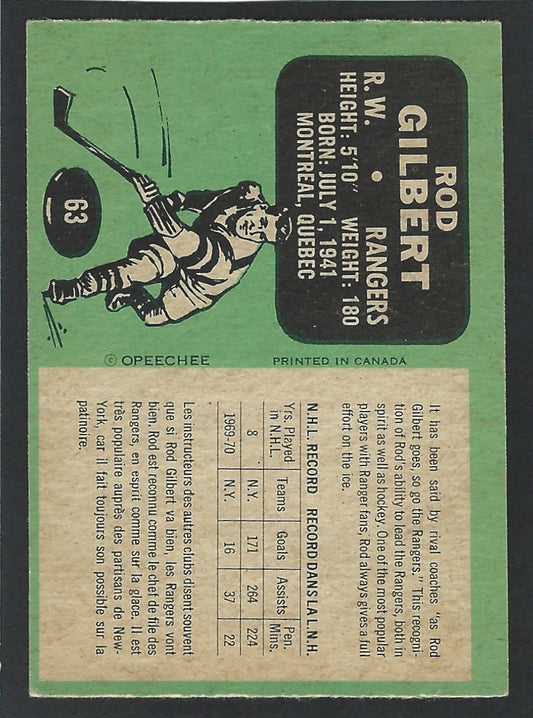 ROD
GILBERT
R.W. • RANGERS
HEIGHT: 5'10" WEIGHT: 180
BORN: JULY 1, 1941
MONTREAL, QUEBEC
63
© OPEECHEE
PRINTED IN CANADA
It has been said by rival coaches "as Rod
Gilbert goes, so go the Rangers." This recogni-
tion of Rod's ability to lead the Rangers, both in
spirit as well as hockey. One of the most popular
players with Ranger fans, Rod always gives a full
effort on the ice.
N.H.L. RECORD RECORD DANS LA L.N.H.
Yrs. Played in N.H.L. Teams Goals Assists Pen. Mins.
8 N.Y. 171 264 224
1969-70 N.Y. 16 37 22
Les instructeurs des autres clubs disent souvent
que si Rod Gilbert va bien, les Rangers vont
bien. Rod est reconnu comme le chef de file des
Rangers, en esprit comme sur la glace. Il est
très populaire auprès des partisans de New-
York, car il fait toujours son possible sur la
patinoire.